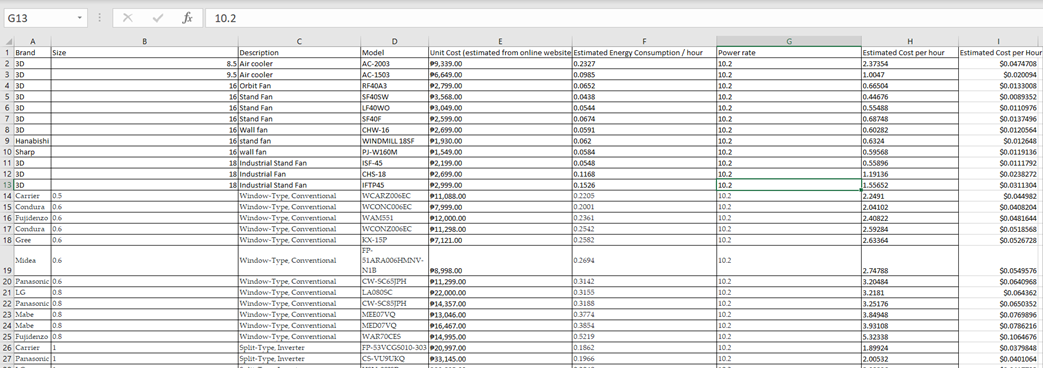 G13 fx 10.2
A B C D E F G H I
1 Brand Size Description Model Unit Cost (estimated from online website Estimated Energy Consumption / hour Power rate Estimated Cost per hour Estimated Cost per Hour
2 3D 8.5 Air cooler AC-2003 ₱9,339.00 0.2327 10.2 2.37354 $0.0474708
3 3D 9.5 Air cooler AC-1503 ₱6,649.00 0.0985 10.2 1.0047 $0.020094
4 3D 16 Orbit Fan RF40A3 ₱2,799.00 0.0652 10.2 0.66504 $0.0133008
5 3D 16 Stand Fan SF40SW ₱3,568.00 0.0438 10.2 0.44676 $0.0089352
6 3D 16 Stand Fan LF40WO ₱3,049.00 0.0544 10.2 0.55488 $0.0110976
7 3D 16 Stand Fan SF40F ₱2,599.00 0.0674 10.2 0.68748 $0.0137496
8 3D 16 Wall fan CHW-16 ₱2,699.00 0.0591 10.2 0.60282 $0.0120564
9 Hanabishi 16 stand fan WINDMILL 18SF ₱1,930.00 0.062 10.2 0.6324 $0.012648
10 Sharp 16 wall fan PJ-W160M ₱1,549.00 0.0584 10.2 0.59568 $0.0119136
11 3D 18 Industrial Stand Fan ISF-45 ₱2,199.00 0.0548 10.2 0.55896 $0.0111792
12 3D 18 Industrial Fan CHS-18 ₱2,699.00 0.1168 10.2 1.19136 $0.0238272
13 3D 18 Industrial Stand Fan IFTP45 ₱2,999.00 0.1526 10.2 1.55652 $0.0311304
14 Carrier 0.5 Window-Type, Conventional WCARZ006EC ₱11,088.00 0.2205 10.2 2.2491 $0.044982
15 Condura 0.6 Window-Type, Conventional WCONC006EC ₱7,999.00 0.2001 10.2 2.04102 $0.0408204
16 Fujidenzo 0.6 Window-Type, Conventional WAM551 ₱12,000.00 0.2361 10.2 2.40822 $0.0481644
17 Condura 0.6 Window-Type, Conventional WCONZ006EC ₱11,298.00 0.2542 10.2 2.59284 $0.0518568
18 Gree 0.6 Window-Type, Conventional KX-15P ₱7,121.00 0.2582 10.2 2.63364 $0.0526728
19 Midea 0.6 Window-Type, Conventional FP-51ARA006HMNV-N1B ₱8,998.00 0.2694 10.2 2.74788 $0.0549576
20 Panasonic 0.6 Window-Type, Conventional CW-SC65JPH ₱11,299.00 0.3142 10.2 3.20484 $0.0640968
21 LG 0.8 Window-Type, Conventional LA080SC ₱22,000.00 0.3155 10.2 3.2181 $0.064362
22 Panasonic 0.8 Window-Type, Conventional CW-SC85JPH ₱14,357.00 0.3188 10.2 3.25176 $0.0650352
23 Mabe 0.8 Window-Type, Conventional MEE07VQ ₱13,046.00 0.3774 10.2 3.84948 $0.0769896
24 Mabe 0.8 Window-Type, Conventional MED07VQ ₱16,467.00 0.3854 10.2 3.93108 $0.0786216
25 Fujidenzo 0.8 Window-Type, Conventional WAR70CES ₱14,995.00 0.5219 10.2 5.32338 $0.1064676
26 Carrier 1 Split-Type, Inverter FP-53VCGS010-303 ₱20,997.00 0.1862 10.2 1.89924 $0.0379848
27 Panasonic 1 Split-Type, Inverter CS-VU9UKQ ₱33,145.00 0.1966 10.2 2.00532 $0.0401064